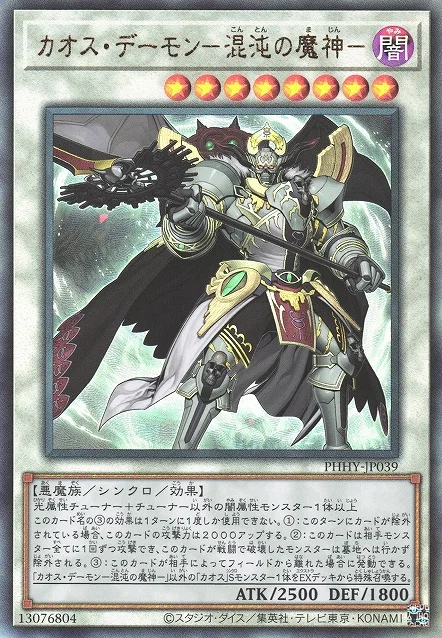 カオス・デーモン－混沌の魔神－
闇
PHHY-JP039
【悪魔族／シンクロ／効果】
光属性チューナー＋チューナー以外の闇属性モンスター1体以上
このカード名の③の効果は1ターンに1度しか使用できない。①：このターンにカードが除外
されている場合、このカードの攻撃力は2000アップする。②：このカードは相手モンス
ター全てに1回ずつ攻撃でき、このカードが戦闘で破壊したモンスターは墓地へは行かず
除外される。③：このカードが相手によってフィールドから離れた場合に発動できる。
「カオス・デーモン－混沌の魔神－」以外の「カオス」Sモンスター1体をEXデッキから特殊召喚する。
ATK/2500 DEF/1800
13076804 ©スタジオ・ダイス/集英社・テレビ東京・KONAMI